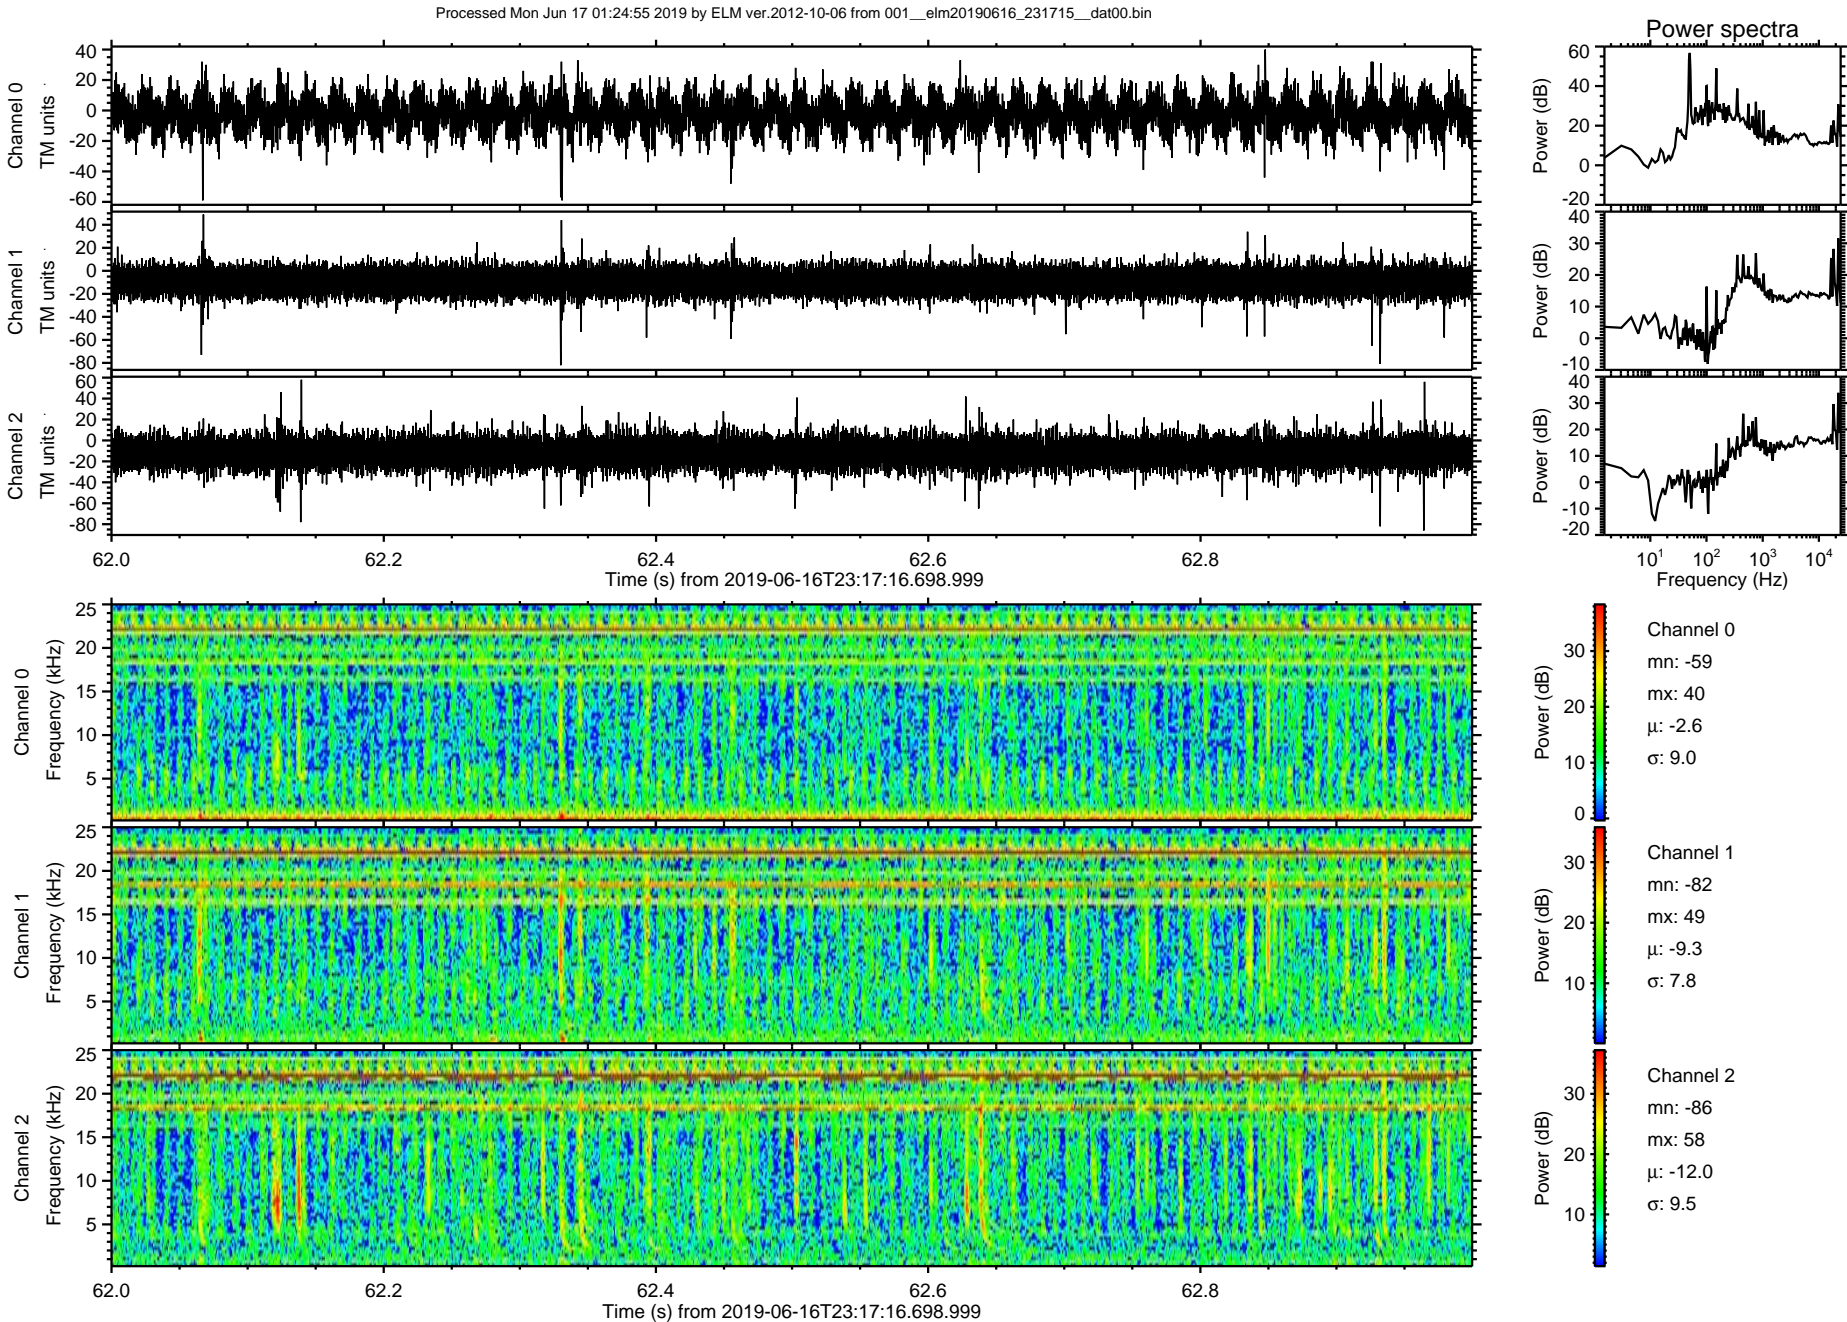 Processed Mon Jun 17 01:24:55 2019 by ELM ver.2012-10-06 from 001__elm20190616_231715__dat00.bin
Power spectra
Channel 0
TM units
40
20
0
-20
-40
-60
Power (dB)
60
40
20
0
-20
Channel 1
TM units
40
20
0
-20
-40
-60
-80
Power (dB)
40
30
20
10
0
-10
Channel 2
TM units
60
40
20
0
-20
-40
-60
-80
Power (dB)
40
30
20
10
0
-10
-20
62.0 62.2 62.4 62.6 62.8
Time (s) from 2019-06-16T23:17:16.698.999
10¹ 10² 10³ 10⁴
Frequency (Hz)
Channel 0
Frequency (kHz)
25
20
15
10
5
Power (dB)
30
20
10
0
Channel 0
mn: -59
mx: 40
μ: -2.6
σ: 9.0
Channel 1
Frequency (kHz)
25
20
15
10
5
Power (dB)
30
20
10
Channel 1
mn: -82
mx: 49
μ: -9.3
σ: 7.8
Channel 2
Frequency (kHz)
25
20
15
10
5
Power (dB)
30
20
10
Channel 2
mn: -86
mx: 58
μ: -12.0
σ: 9.5
62.0 62.2 62.4 62.6 62.8
Time (s) from 2019-06-16T23:17:16.698.999